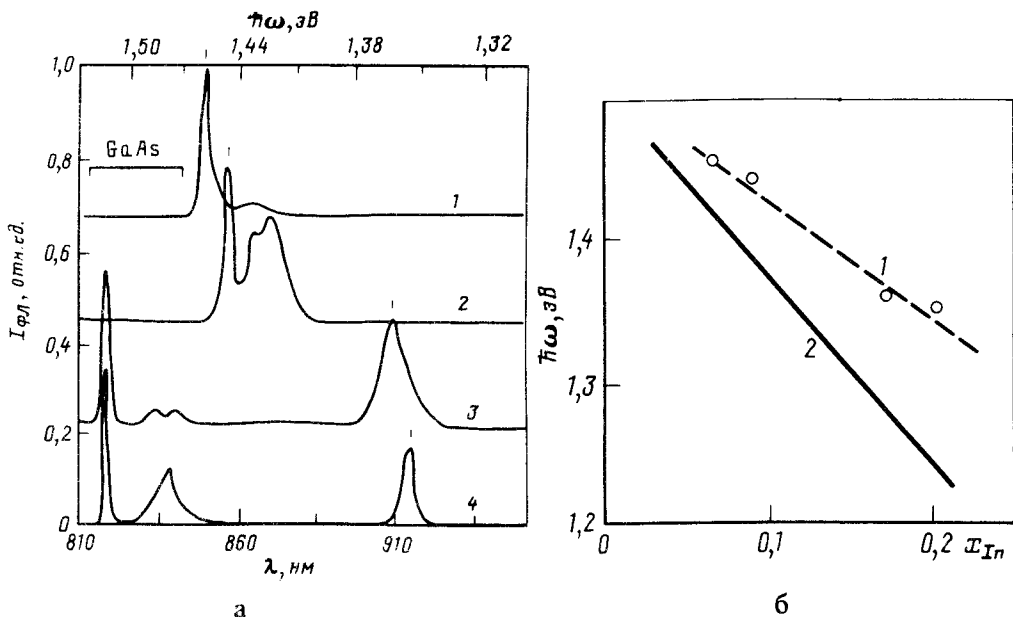 ħω, эВ
1,50 1,44 1,38 1,32
1,0
0,8
0,6
0,4
0,2
0
GaAs
1
2
3
4
I_ФЛ, отн. ед.
810 860 910
λ, нм
а
1,4
1,3
1,2
ħω, эВ
1
2
0 0,1 0,2 x_In
б